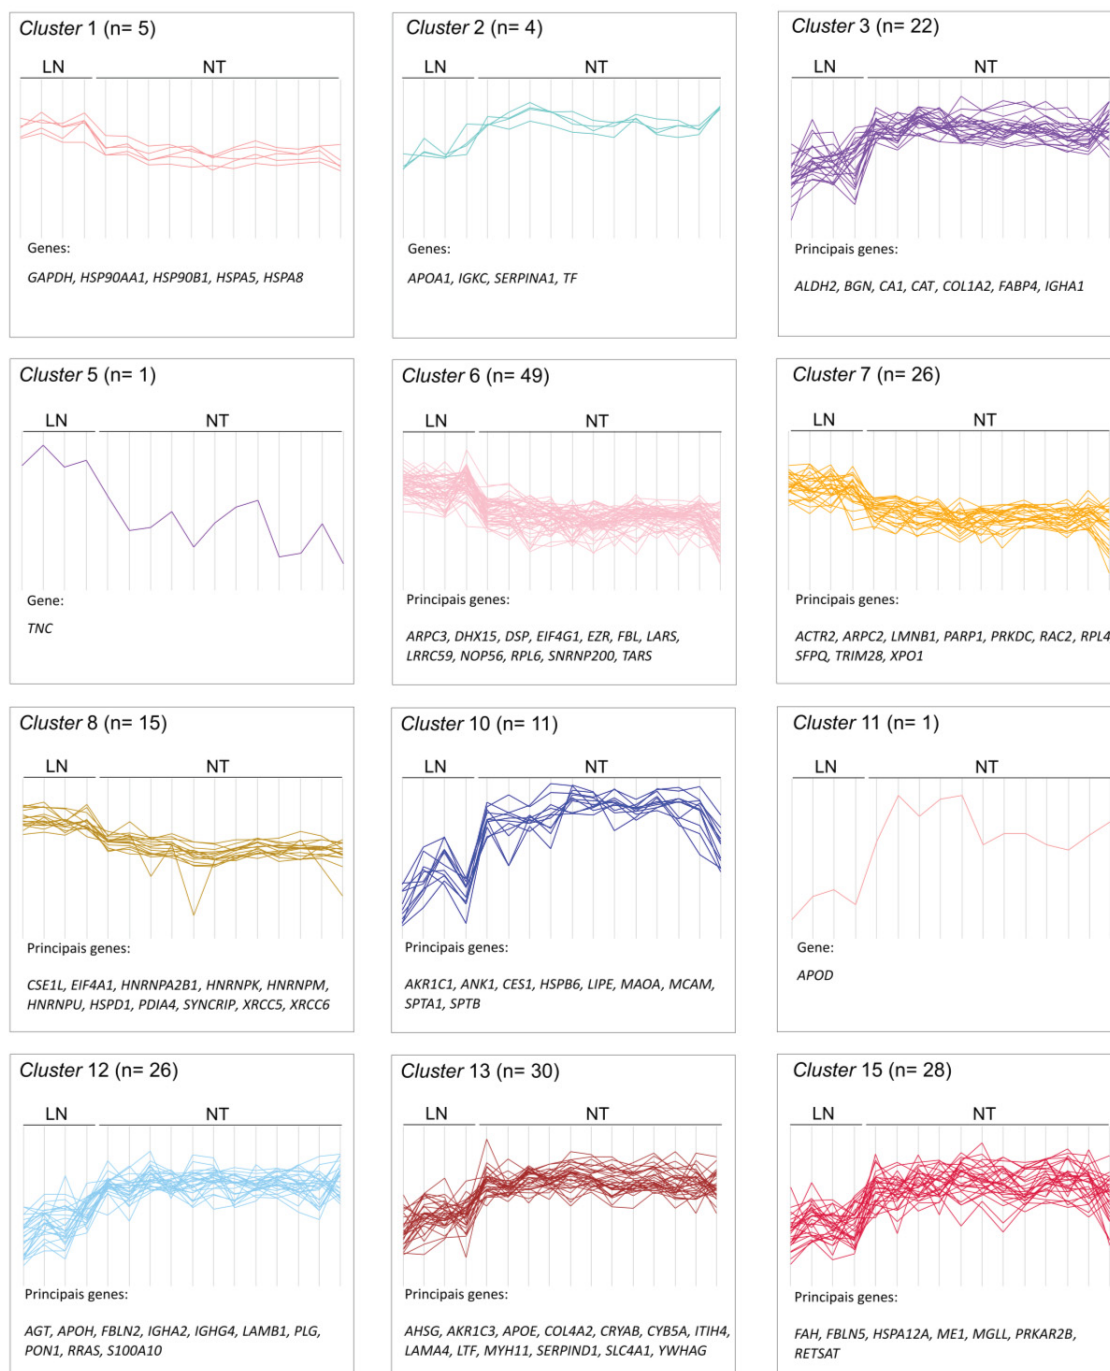 Cluster 1 (n= 5)
LN NT
Genes:
GAPDH, HSP90AA1, HSP90B1, HSPA5, HSPA8
Cluster 2 (n= 4)
LN NT
Genes:
APOA1, IGKC, SERPINA1, TF
Cluster 3 (n= 22)
LN NT
Principais genes:
ALDH2, BGN, CA1, CAT, COL1A2, FABP4, IGHA1
Cluster 5 (n= 1)
LN NT
Gene:
TNC
Cluster 6 (n= 49)
LN NT
Principais genes:
ARPC3, DHX15, DSP, EIF4G1, EZR, FBL, LARS,
LRRC59, NOP56, RPL6, SNRNP200, TARS
Cluster 7 (n= 26)
LN NT
Principais genes:
ACTR2, ARPC2, LMNB1, PARP1, PRKDC, RAC2, RPL4
SFPQ, TRIM28, XPO1
Cluster 8 (n= 15)
LN NT
Principais genes:
CSE1L, EIF4A1, HNRNPA2B1, HNRNPK, HNRNPM,
HNRNPU, HSPD1, PDIA4, SYNCRIP, XRCC5, XRCC6
Cluster 10 (n= 11)
LN NT
Principais genes:
AKR1C1, ANK1, CES1, HSPB6, LIPE, MAOA, MCAM,
SPTA1, SPTB
Cluster 11 (n= 1)
LN NT
Gene:
APOD
Cluster 12 (n= 26)
LN NT
Principais genes:
AGT, APOH, FBLN2, IGHA2, IGHG4, LAMB1, PLG,
PON1, RRAS, S100A10
Cluster 13 (n= 30)
LN NT
Principais genes:
AHSG, AKR1C3, APOE, COL4A2, CRYAB, CYB5A, ITIH4,
LAMA4, LTF, MYH11, SERPIND1, SLC4A1, YWHAG
Cluster 15 (n= 28)
LN NT
Principais genes:
FAH, FBLN5, HSPA12A, ME1, MGLL, PRKAR2B,
RETSAT